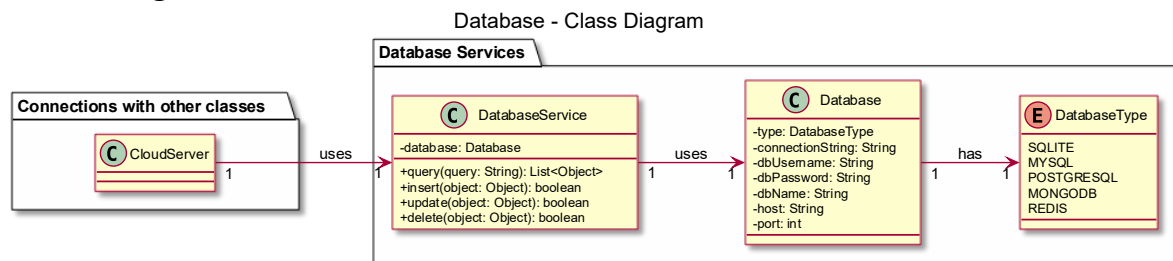 Database - Class Diagram
Database Services
Connections with other classes
C CloudServer
uses
1
1
C DatabaseService
-database: Database
+query(query: String): List<Object>
+insert(object: Object): boolean
+update(object: Object): boolean
+delete(object: Object): boolean
uses
1
1
C Database
-type: DatabaseType
-connectionString: String
-dbUsername: String
-dbPassword: String
-dbName: String
-host: String
-port: int
has
1
1
E DatabaseType
SQLITE
MYSQL
POSTGRESQL
MONGODB
REDIS